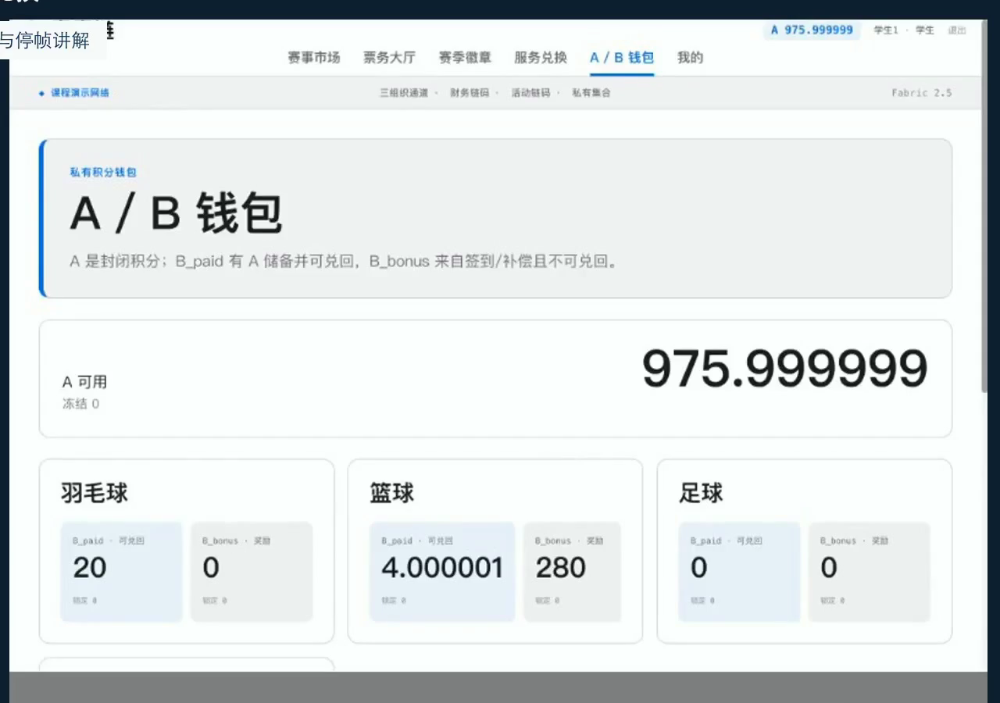 与停帧讲解
A 975.999999 学生1 · 学生 退出
赛事市场 票务大厅 赛季徽章 服务兑换 A / B 钱包 我的
课程演示网络 三组织通道 · 财务链码 · 活动链码 · 私有集合 Fabric 2.5
私有积分钱包
A / B 钱包
A 是封闭积分；B_paid 有 A 储备并可兑回，B_bonus 来自签到/补偿且不可兑回。
975.999999
A 可用
冻结 0
羽毛球 篮球 足球
B_paid · 可兑回 B_bonus · 奖励 B_paid · 可兑回 B_bonus · 奖励 B_paid · 可兑回 B_bonus · 奖励
20 0 4.000001 280 0 0
锁定 0 锁定 0 锁定 0 锁定 0 锁定 0 锁定 0